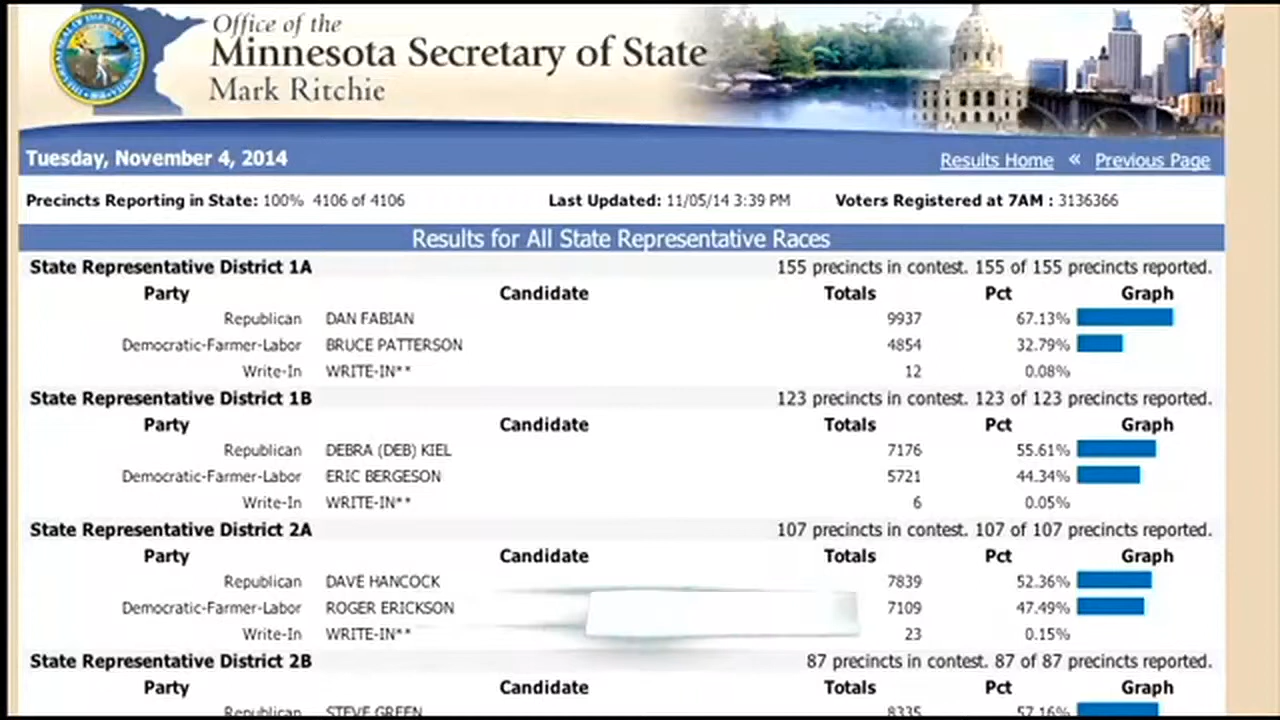 Office of the
Minnesota Secretary of State
Mark Ritchie
Tuesday, November 4, 2014 Results Home « Previous Page
Precincts Reporting in State: 100% 4106 of 4106 Last Updated: 11/05/14 3:39 PM Voters Registered at 7AM : 3136366
Results for All State Representative Races
State Representative District 1A 155 precincts in contest. 155 of 155 precincts reported.
Party Candidate Totals Pct Graph
Republican DAN FABIAN 9937 67.13%
Democratic-Farmer-Labor BRUCE PATTERSON 4854 32.79%
Write-In WRITE-IN** 12 0.08%
State Representative District 1B 123 precincts in contest. 123 of 123 precincts reported.
Party Candidate Totals Pct Graph
Republican DEBRA (DEB) KIEL 7176 55.61%
Democratic-Farmer-Labor ERIC BERGESON 5721 44.34%
Write-In WRITE-IN** 6 0.05%
State Representative District 2A 107 precincts in contest. 107 of 107 precincts reported.
Party Candidate Totals Pct Graph
Republican DAVE HANCOCK 7839 52.36%
Democratic-Farmer-Labor ROGER ERICKSON 7109 47.49%
Write-In WRITE-IN** 23 0.15%
State Representative District 2B 87 precincts in contest. 87 of 87 precincts reported.
Party Candidate Totals Pct Graph
Republican STEVE GREEN 8335 57.16%